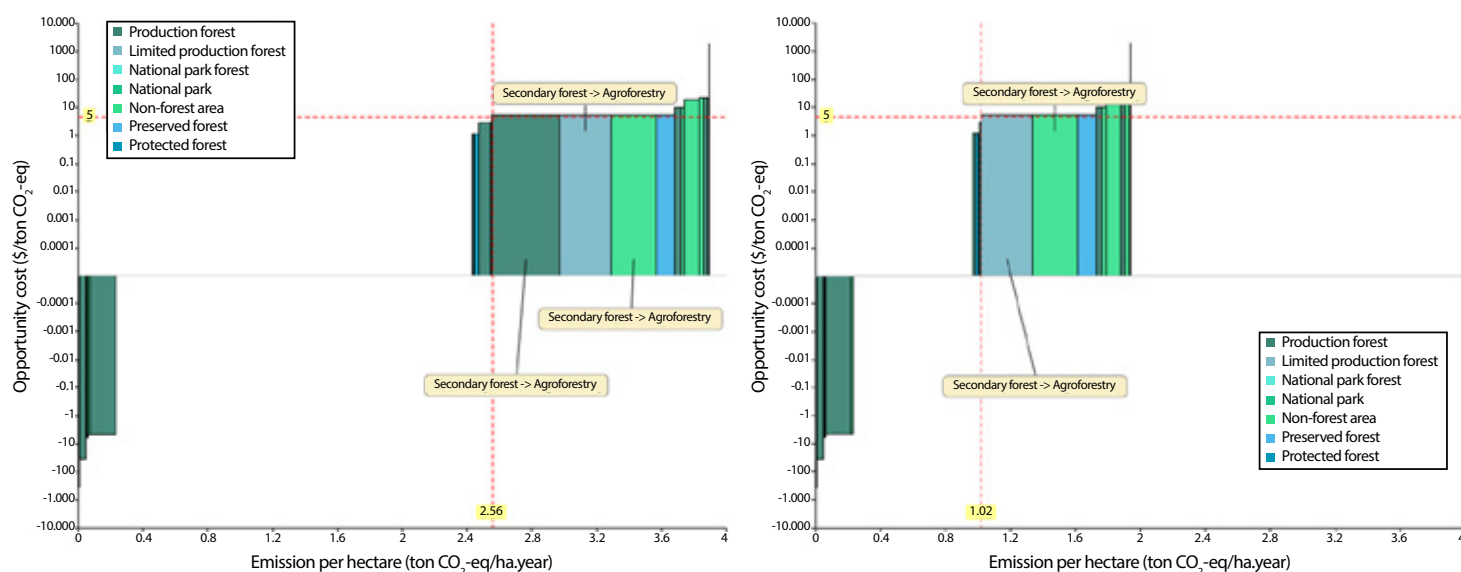 10.000
1000
100
10
5
1
0.1
0.01
0.001
0.0001
-0.0001
-0.001
-0.01
-0.1
-1
-10
-100
-1.000
-10.000
Opportunity cost ($/ton CO2-eq)
Production forest
Limited production forest
National park forest
National park
Non-forest area
Preserved forest
Protected forest
Secondary forest -> Agroforestry
Secondary forest -> Agroforestry
Secondary forest -> Agroforestry
2.56
0 0.4 0.8 1.2 1.6 2 2.4 2.8 3.2 3.6
Emission per hectare (ton CO2-eq/ha.year)
10.000
1000
100
10
5
1
0.1
0.01
0.001
0.0001
-0.0001
-0.001
-0.01
-0.1
-1
-10
-100
-1.000
-10.000
Opportunity cost ($/ton CO2-eq)
Secondary forest -> Agroforestry
Secondary forest -> Agroforestry
Production forest
Limited production forest
National park forest
National park
Non-forest area
Preserved forest
Protected forest
1.02
0 0.4 0.8 1.2 1.6 2 2.4 2.8 3.2 3.6 4
Emission per hectare (ton CO2-eq/ha.year)